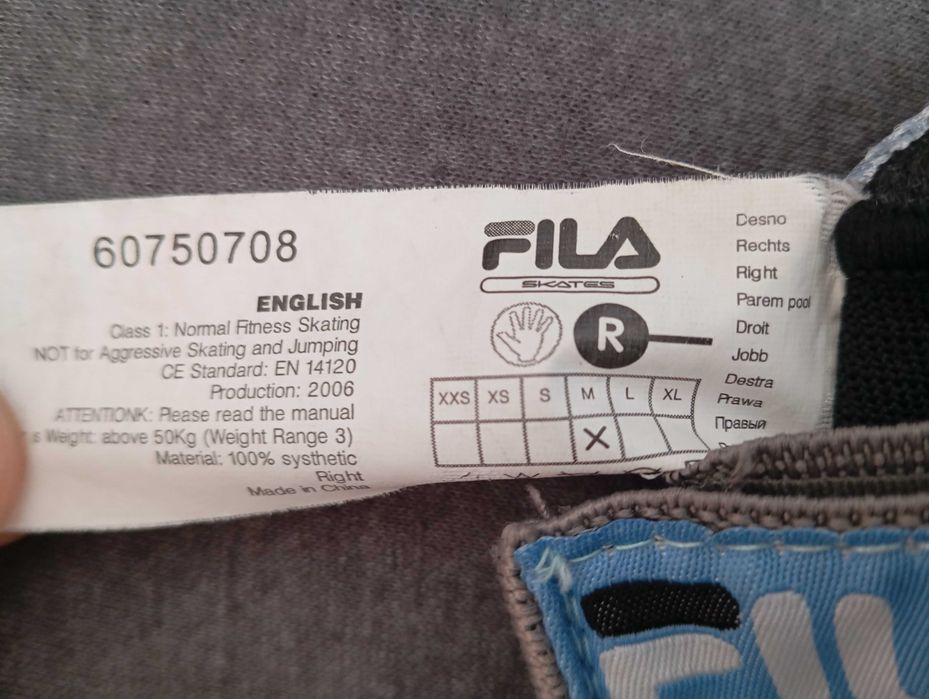 60750708
ENGLISH
Class 1: Normal Fitness Skating
NOT for Aggressive Skating and Jumping
CE Standard: EN 14120
Production: 2006
ATTENTIONK: Please read the manual
s Weight: above 50Kg (Weight Range 3)
Material: 100% systhetic
Right
Made in China
FILA
SKATES
R
XXS XS S M L XL
X
Desno
Rechts
Right
Parem pool
Droit
Jobb
Destra
Prawa
Правый
FILA